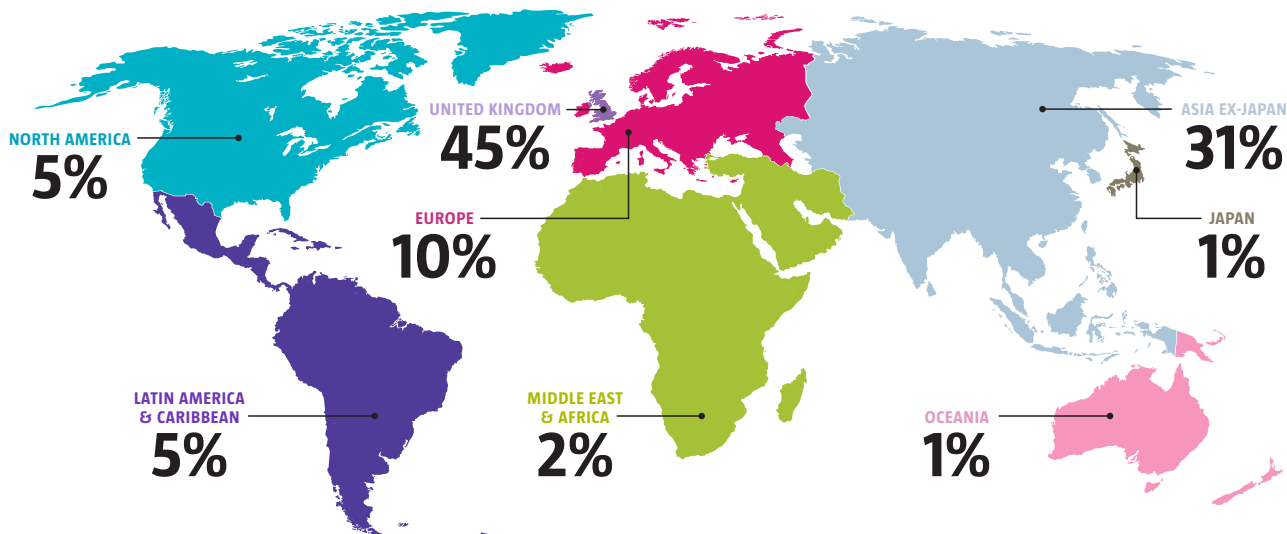 NORTH AMERICA
5%
UNITED KINGDOM
45%
ASIA EX-JAPAN
31%
EUROPE
10%
JAPAN
1%
LATIN AMERICA
& CARIBBEAN
5%
MIDDLE EAST
& AFRICA
2%
OCEANIA
1%